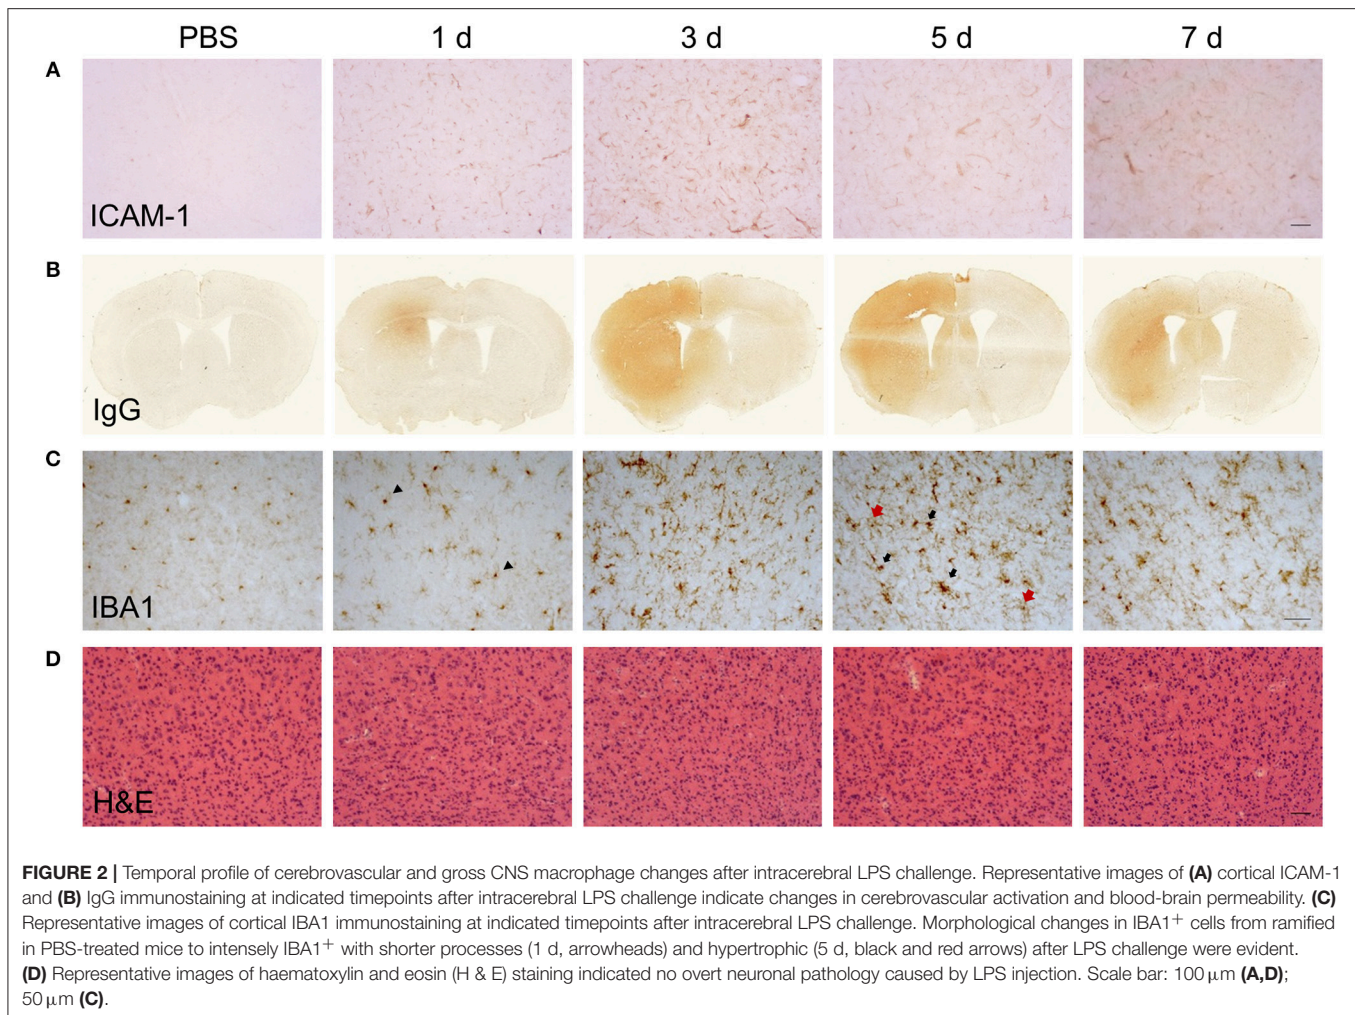 PBS 1 d 3 d 5 d 7 d
A
ICAM-1
B
IgG
C
IBA1
D
H&E
FIGURE 2 | Temporal profile of cerebrovascular and gross CNS macrophage changes after intracerebral LPS challenge. Representative images of (A) cortical ICAM-1
and (B) IgG immunostaining at indicated timepoints after intracerebral LPS challenge indicate changes in cerebrovascular activation and blood-brain permeability. (C)
Representative images of cortical IBA1 immunostaining at indicated timepoints after intracerebral LPS challenge. Morphological changes in IBA1⁺ cells from ramified
in PBS-treated mice to intensely IBA1⁺ with shorter processes (1 d, arrowheads) and hypertrophic (5 d, black and red arrows) after LPS challenge were evident.
(D) Representative images of haematoxylin and eosin (H & E) staining indicated no overt neuronal pathology caused by LPS injection. Scale bar: 100 μm (A,D);
50 μm (C).